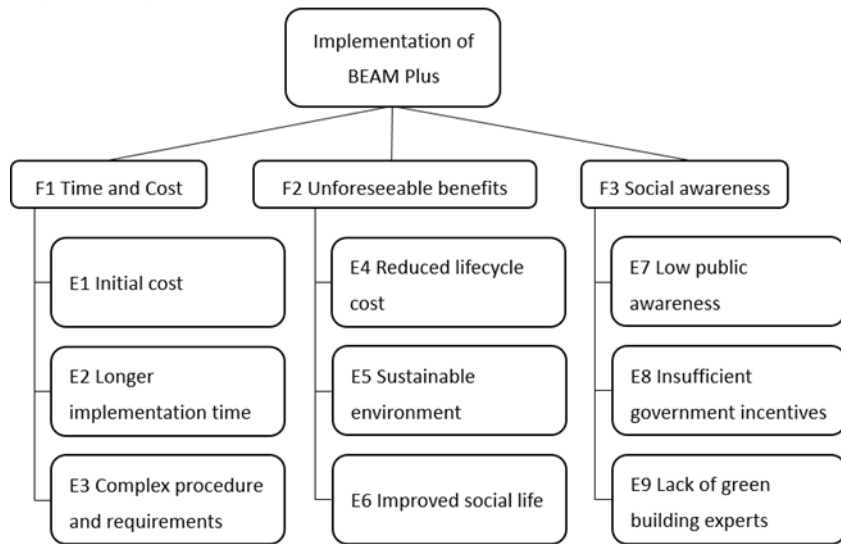 Implementation of
BEAM Plus
F1 Time and Cost
F2 Unforeseeable benefits
F3 Social awareness
E1 Initial cost
E2 Longer
implementation time
E3 Complex procedure
and requirements
E4 Reduced lifecycle
cost
E5 Sustainable
environment
E6 Improved social life
E7 Low public
awareness
E8 Insufficient
government incentives
E9 Lack of green
building experts